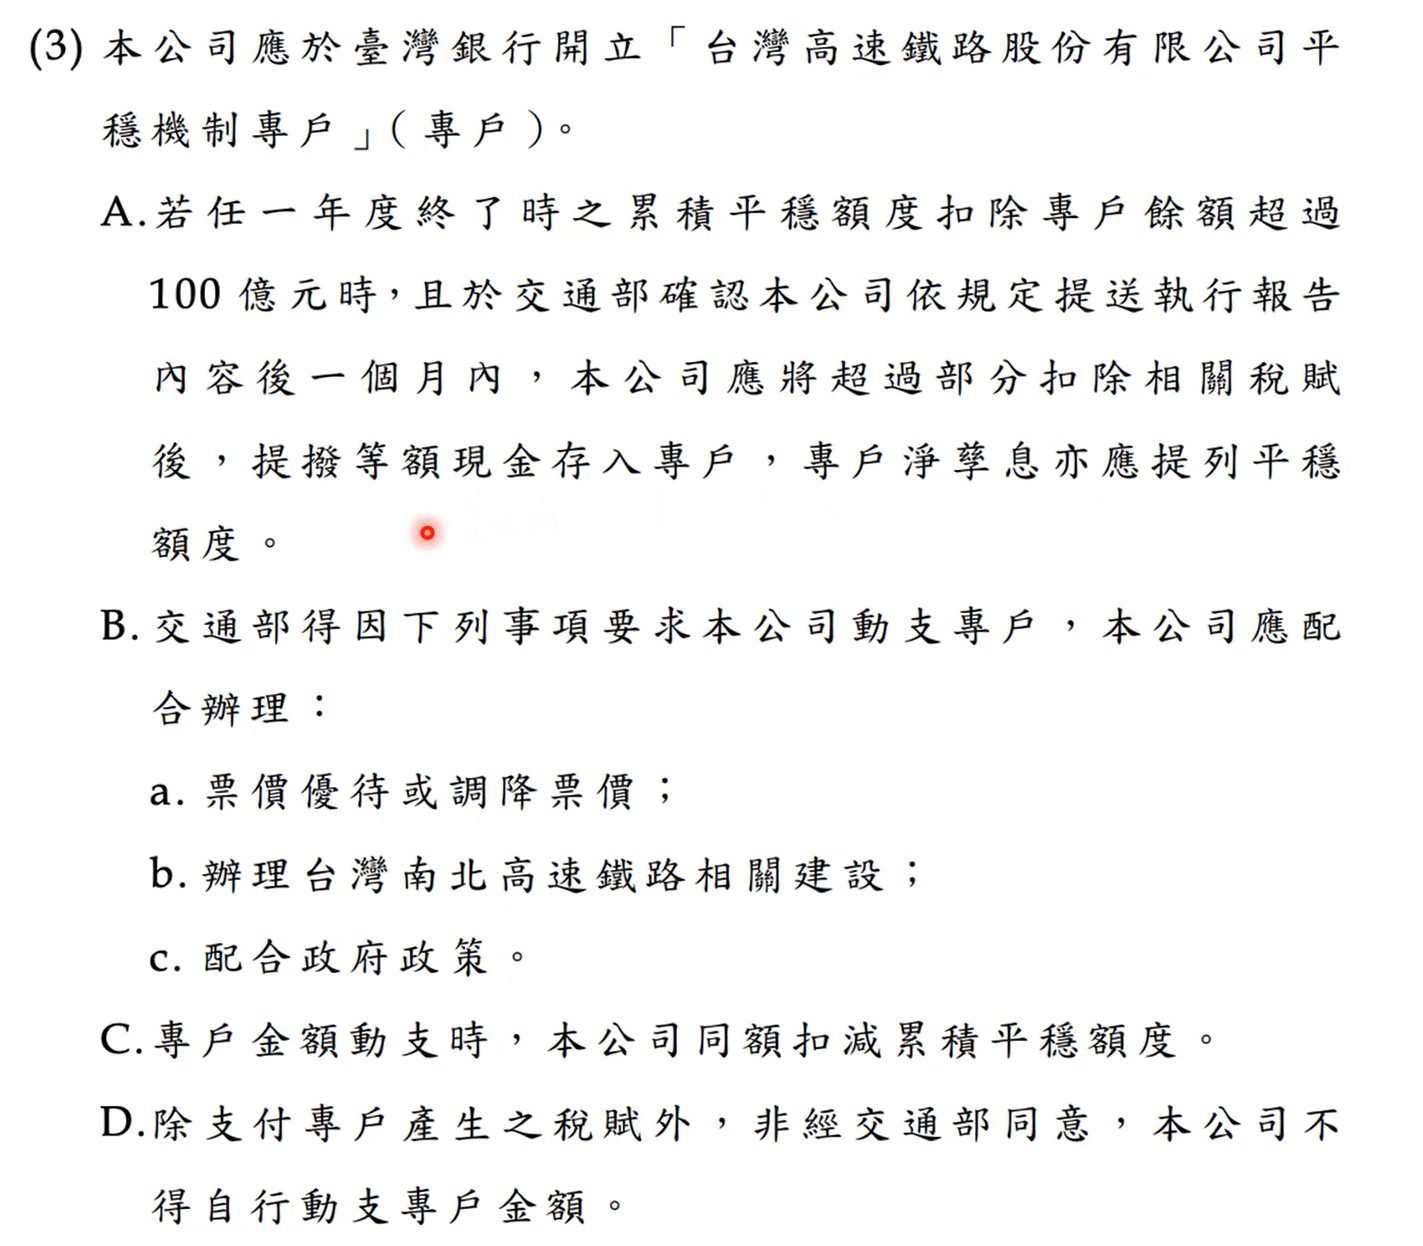 (3) 本公司應於臺灣銀行開立「台灣高速鐵路股份有限公司平
穩機制專戶」(專戶)。
A.若任一年度終了時之累積平穩額度扣除專戶餘額超過
100 億元時，且於交通部確認本公司依規定提送執行報告
內容後一個月內，本公司應將超過部分扣除相關稅賦
後，提撥等額現金存入專戶，專戶淨孳息亦應提列平穩
額度。
B. 交通部得因下列事項要求本公司動支專戶，本公司應配
合辦理：
a. 票價優待或調降票價；
b. 辦理台灣南北高速鐵路相關建設；
c. 配合政府政策。
C.專戶金額動支時，本公司同額扣減累積平穩額度。
D.除支付專戶產生之稅賦外，非經交通部同意，本公司不
得自行動支專戶金額。